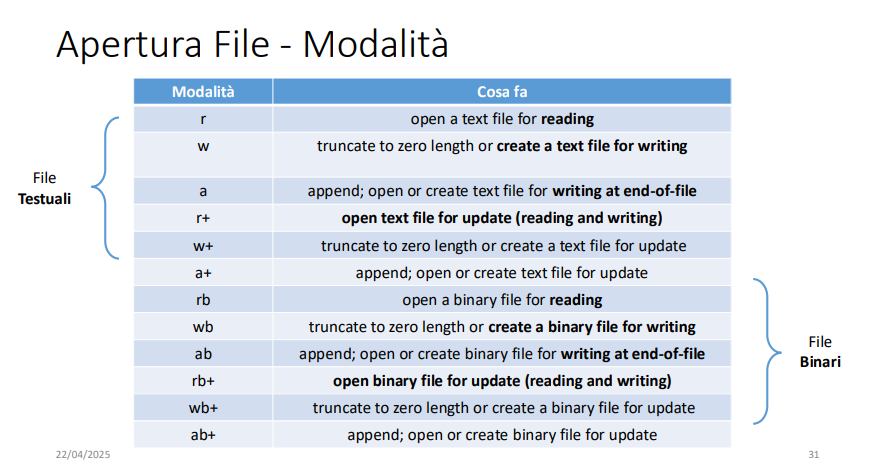 Apertura File - Modalità
Modalità Cosa fa
r open a text file for reading
w truncate to zero length or create a text file for writing
a append; open or create text file for writing at end-of-file
r+ open text file for update (reading and writing)
w+ truncate to zero length or create a text file for update
a+ append; open or create text file for update
rb open a binary file for reading
wb truncate to zero length or create a binary file for writing
ab append; open or create binary file for writing at end-of-file
rb+ open binary file for update (reading and writing)
wb+ truncate to zero length or create a binary file for update
ab+ append; open or create binary file for update
File
Testuali
File
Binari
22/04/2025
31